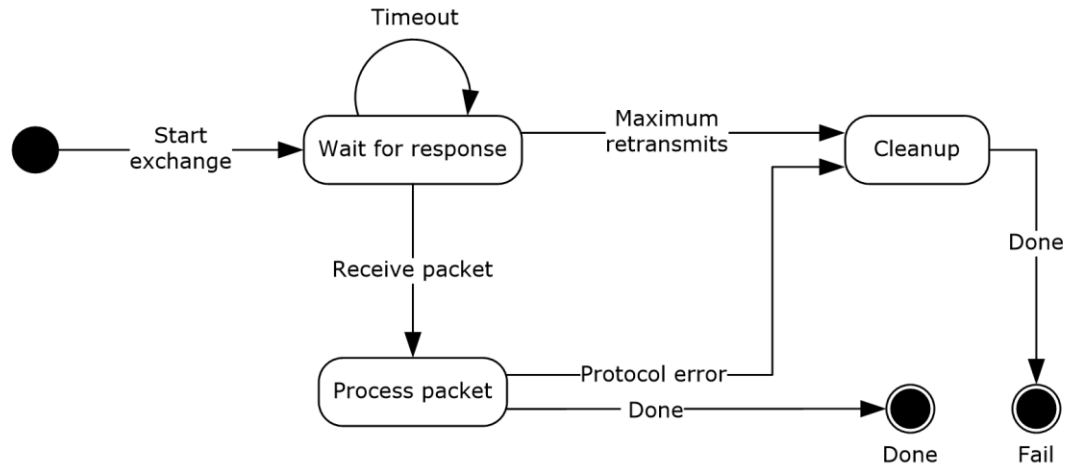 Timeout
Start
exchange
Wait for response
Maximum
retransmits
Cleanup
Receive packet
Done
Process packet
Protocol error
Done
Done
Fail